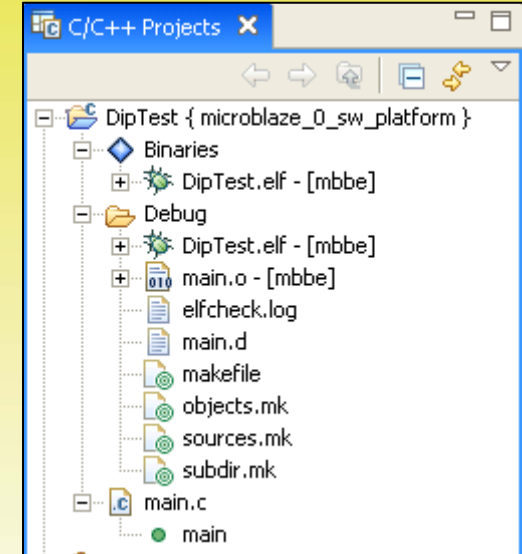 C/C++ Projects
DipTest { microblaze_0_sw_platform }
Binaries
DipTest.elf - [mbbe]
Debug
DipTest.elf - [mbbe]
main.o - [mbbe]
elfcheck.log
main.d
makefile
objects.mk
sources.mk
subdir.mk
main.c
main